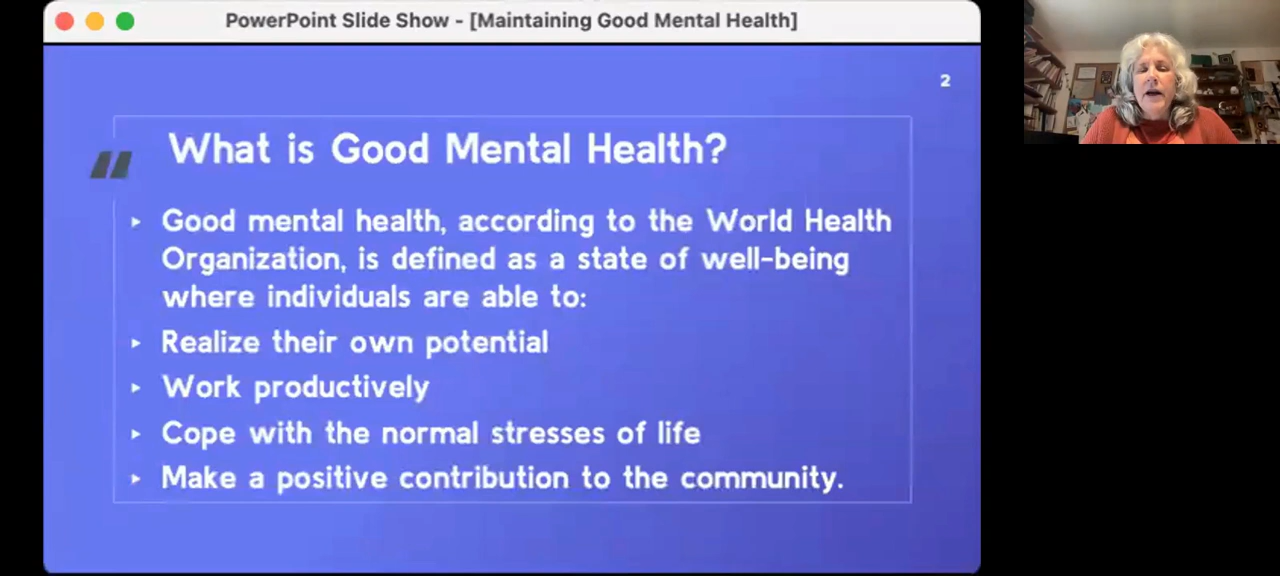 PowerPoint Slide Show - [Maintaining Good Mental Health]
2
"
What is Good Mental Health?
▸ Good mental health, according to the World Health
Organization, is defined as a state of well-being
where individuals are able to:
▸ Realize their own potential
▸ Work productively
▸ Cope with the normal stresses of life
▸ Make a positive contribution to the community.